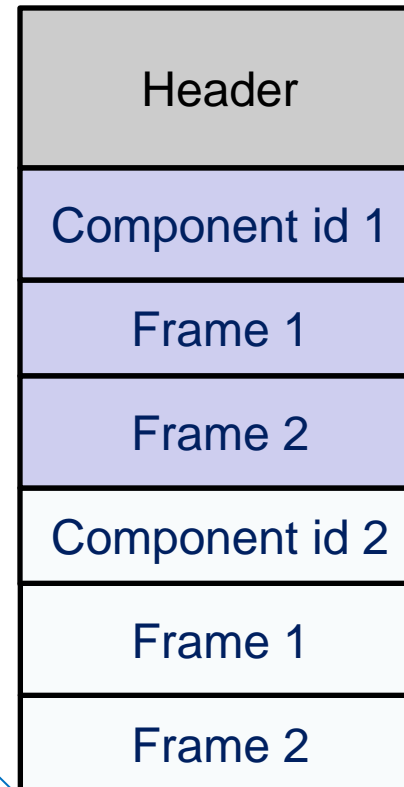 Header
Component id 1
Frame 1
Frame 2
Component id 2
Frame 1
Frame 2